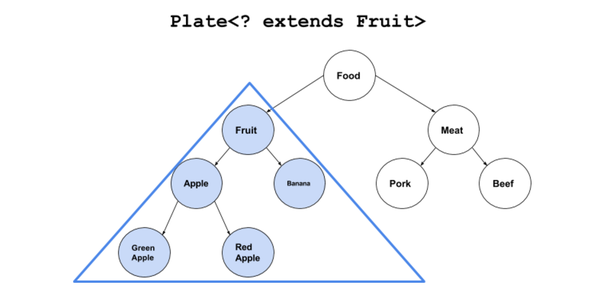 Plate<? extends Fruit>
Food
Fruit
Meat
Apple
Banana
Pork
Beef
Green
Apple
Red
Apple